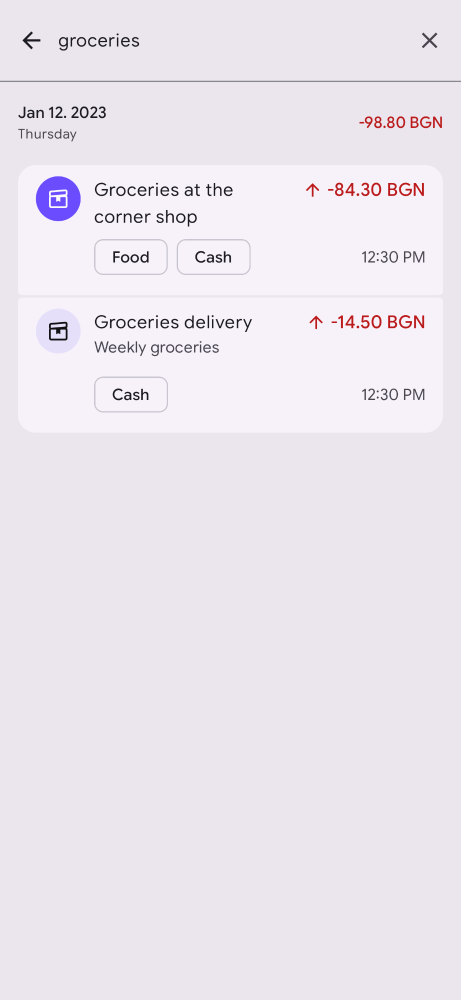 groceries
Jan 12. 2023
Thursday
-98.80 BGN
Groceries at the
corner shop
-84.30 BGN
Food
Cash
12:30 PM
Groceries delivery
-14.50 BGN
Weekly groceries
Cash
12:30 PM